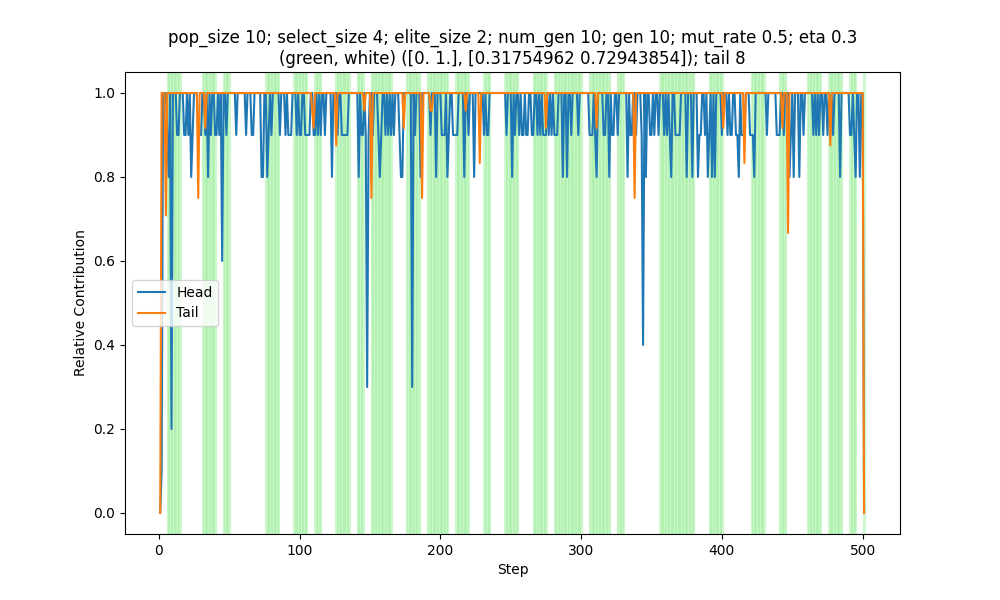 pop_size 10; select_size 4; elite_size 2; num_gen 10; gen 10; mut_rate 0.5; eta 0.3
(green, white) ([0. 1.], [0.31754962 0.72943854]); tail 8
1.0
0.8
0.6
0.4
0.2
0.0
Relative Contribution
Head
Tail
0
100
200
300
400
500
Step